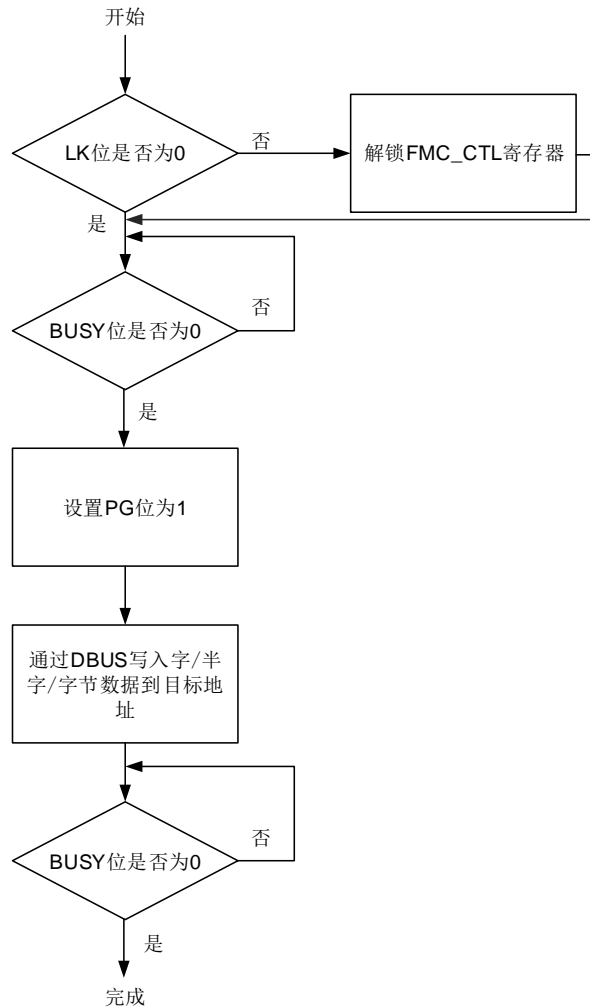 开始
LK位是否为0
否
解锁FMC_CTL寄存器
是
否
BUSY位是否为0
是
设置PG位为1
通过DBUS写入字/半
字/字节数据到目标地
址
否
BUSY位是否为0
是
完成